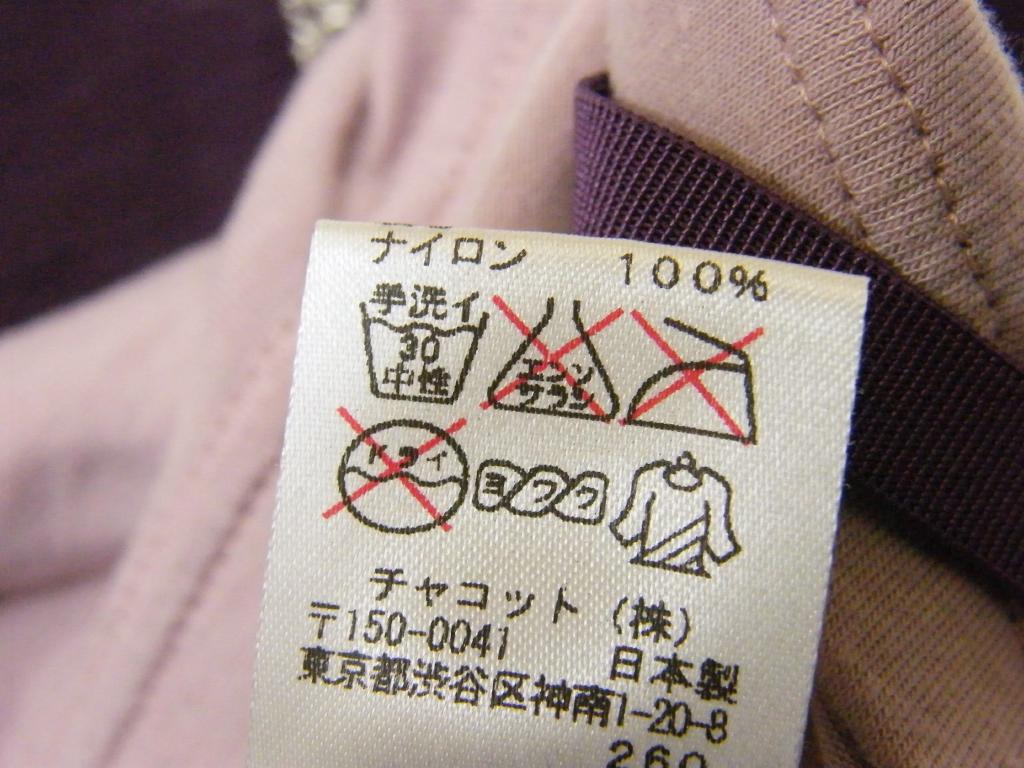 ナイロン 100%
手洗イ
30
中性
エンソ
サラシ
ドライ
ヨワク
チャコット(株)
〒150-0041 日本製
東京都渋谷区神南1-20-8
260